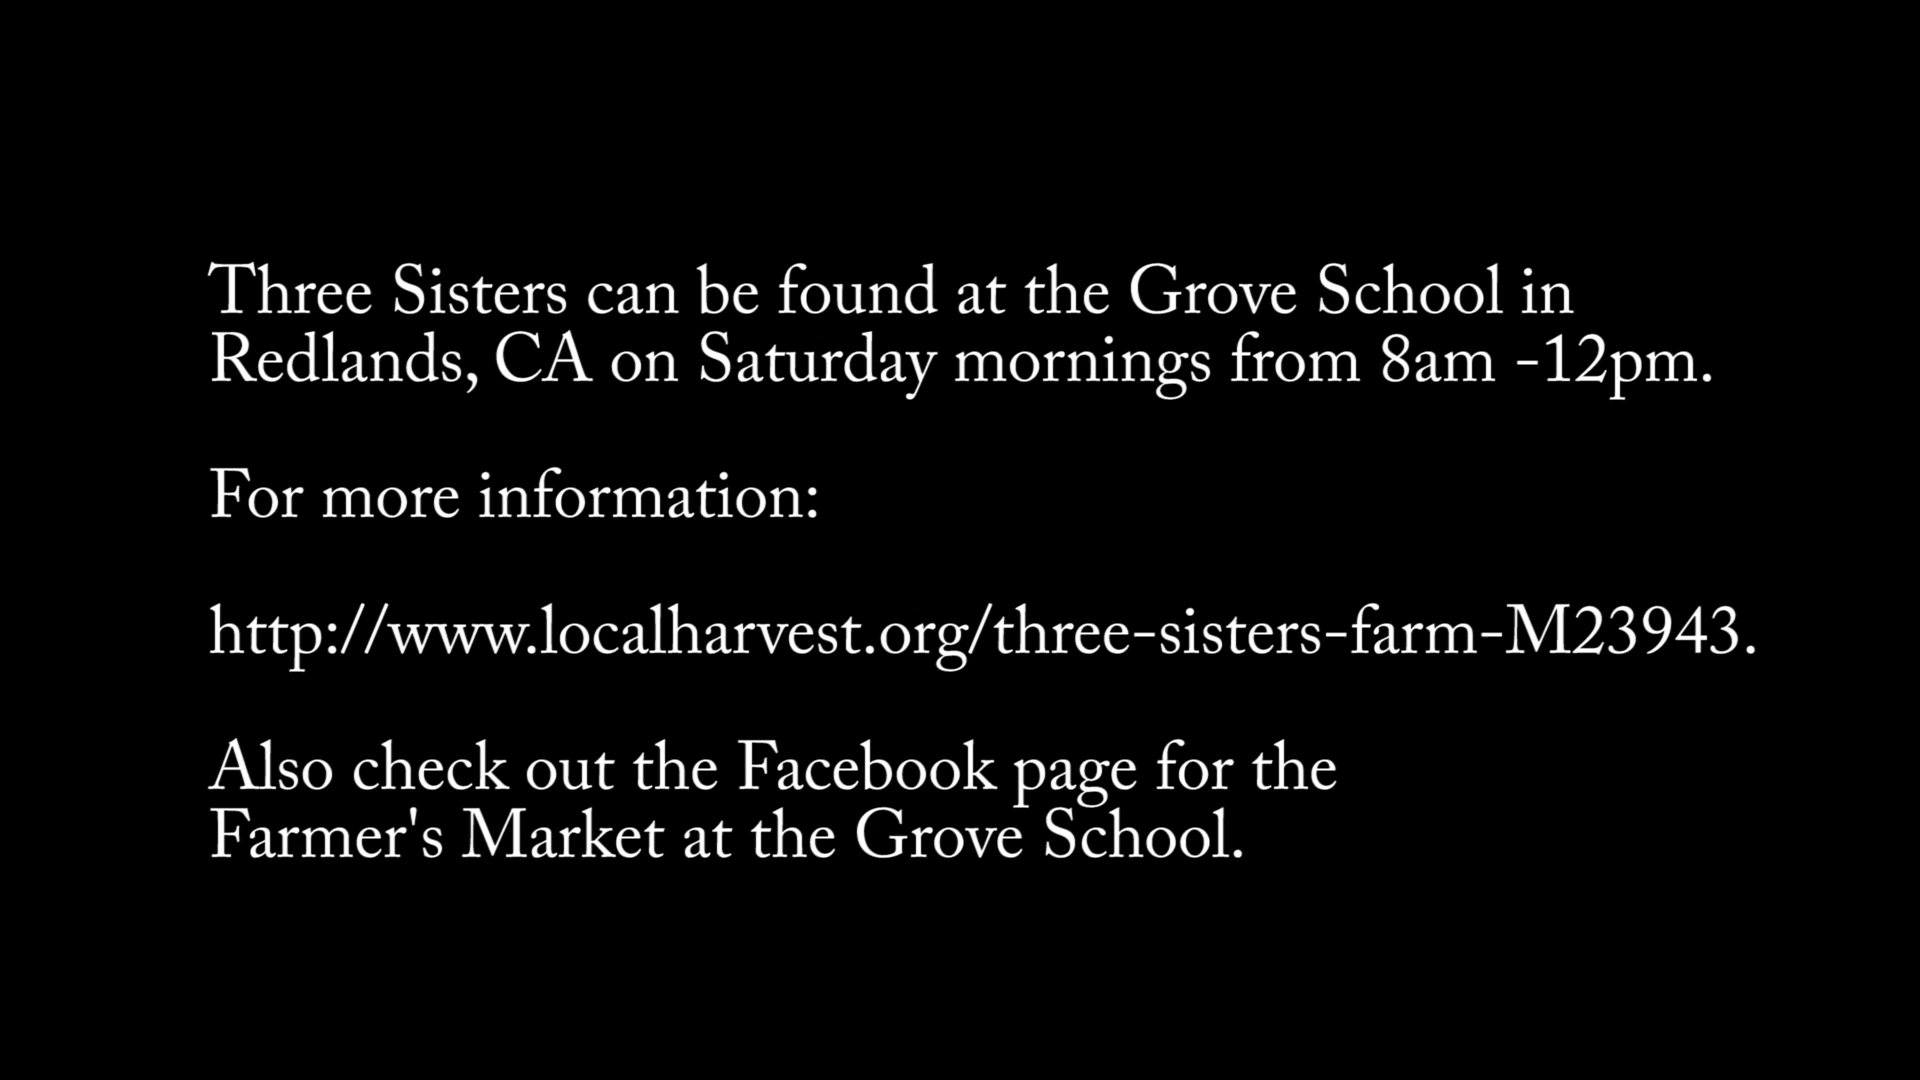 Three Sisters can be found at the Grove School in
Redlands, CA on Saturday mornings from 8am -12pm.
For more information:
http://www.localharvest.org/three-sisters-farm-M23943.
Also check out the Facebook page for the
Farmer's Market at the Grove School.